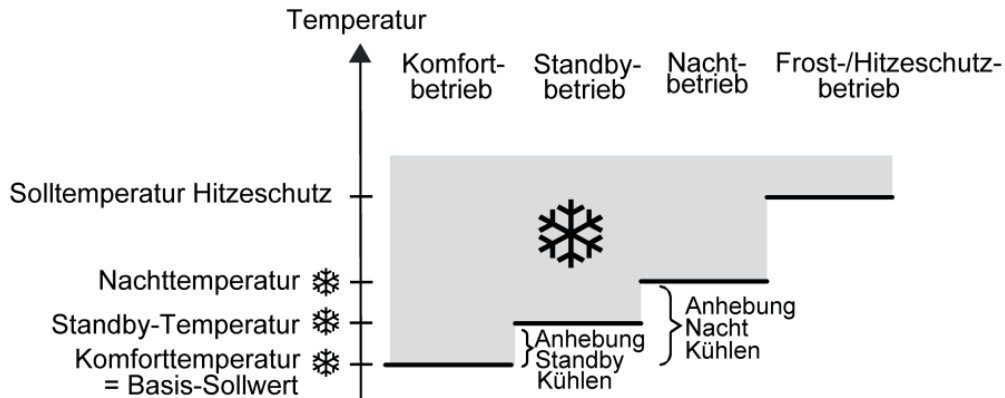 Temperatur
Komfort-
betrieb
Standby-
betrieb
Nacht-
betrieb
Frost-/Hitzeschutz-
betrieb
Solltemperatur Hitzeschutz
Nachttemperatur
Standby-Temperatur
Komforttemperatur
= Basis-Sollwert
Anhebung
Standby
Kühlen
Anhebung
Nacht
Kühlen